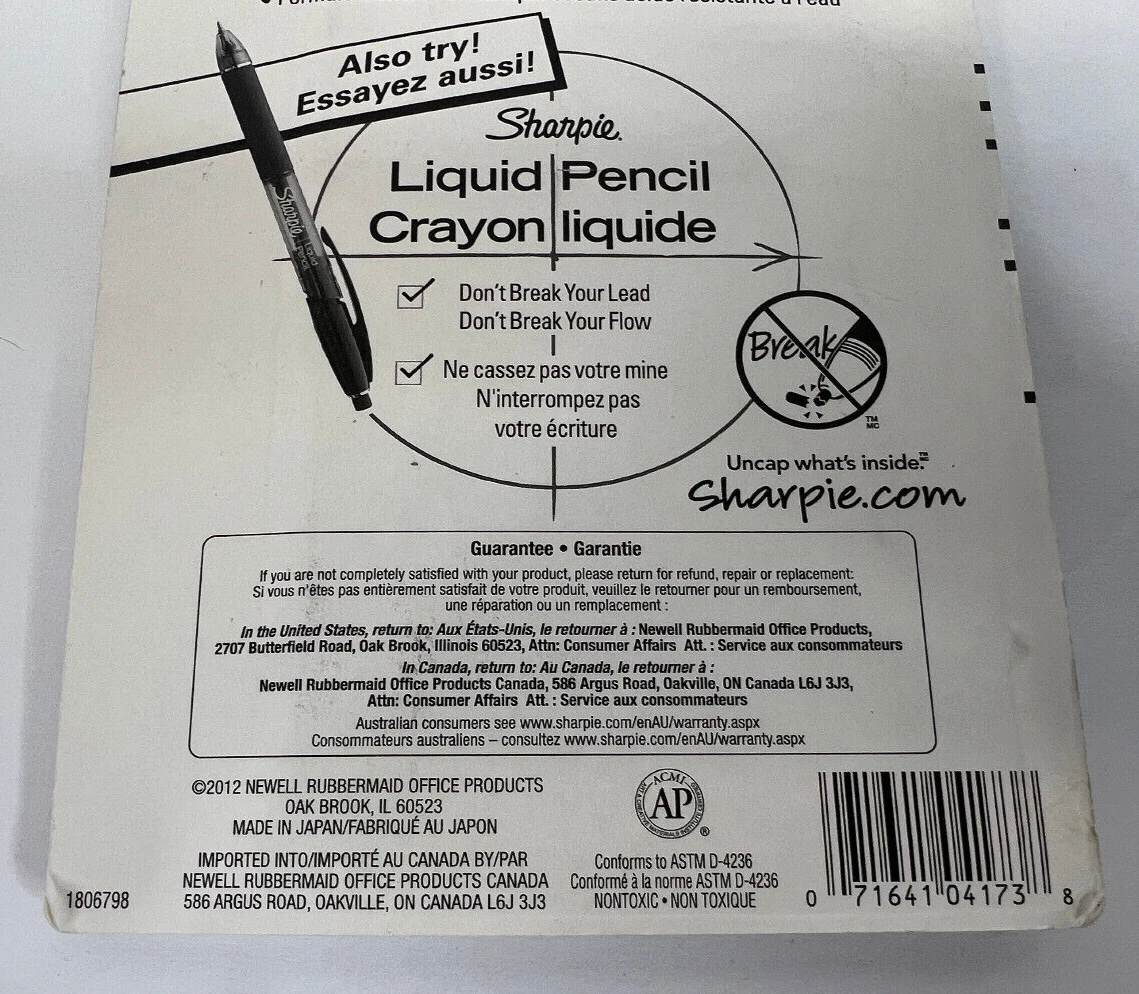 résistante à l'eau
Also try!
Essayez aussi!
Sharpie.
Liquid Pencil
Crayon liquide
Sharpie Liquid Pencil
Don't Break Your Lead
Don't Break Your Flow
Ne cassez pas votre mine
N'interrompez pas
votre écriture
Break
TM
MC
Uncap what's inside.
Sharpie.com
Guarantee • Garantie
If you are not completely satisfied with your product, please return for refund, repair or replacement:
Si vous n'êtes pas entièrement satisfait de votre produit, veuillez le retourner pour un remboursement,
une réparation ou un remplacement :
In the United States, return to: Aux États-Unis, le retourner à : Newell Rubbermaid Office Products,
2707 Butterfield Road, Oak Brook, Illinois 60523, Attn: Consumer Affairs Att. : Service aux consommateurs
In Canada, return to: Au Canada, le retourner à :
Newell Rubbermaid Office Products Canada, 586 Argus Road, Oakville, ON Canada L6J 3J3,
Attn: Consumer Affairs Att. : Service aux consommateurs
Australian consumers see www.sharpie.com/enAU/warranty.aspx
Consommateurs australiens – consultez www.sharpie.com/enAU/warranty.aspx
©2012 NEWELL RUBBERMAID OFFICE PRODUCTS
OAK BROOK, IL 60523
MADE IN JAPAN/FABRIQUÉ AU JAPON
IMPORTED INTO/IMPORTÉ AU CANADA BY/PAR
NEWELL RUBBERMAID OFFICE PRODUCTS CANADA
586 ARGUS ROAD, OAKVILLE, ON CANADA L6J 3J3
1806798
ACMI
AP
ART & CREATIVE MATERIALS INSTITUTE CERTIFIED
®
Conforms to ASTM D-4236
Conformé à la norme ASTM D-4236
NONTOXIC • NON TOXIQUE
0 71641 04173 8